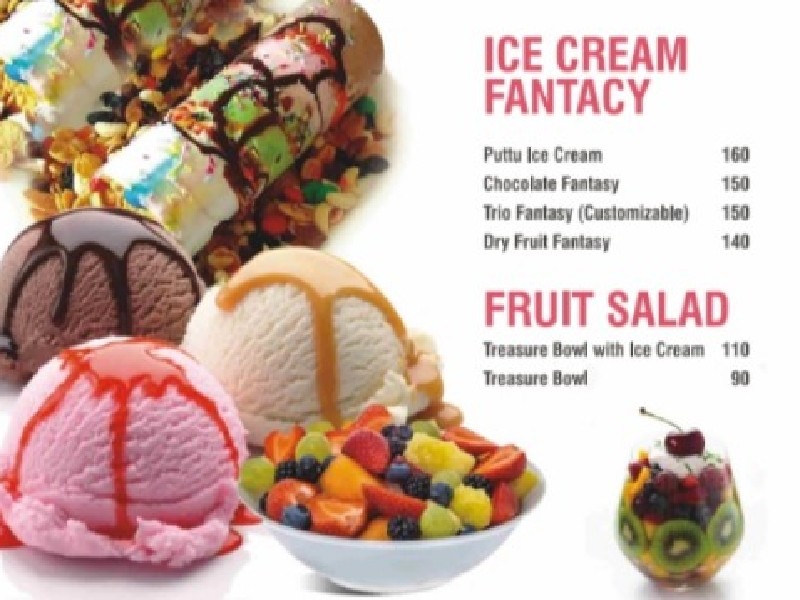 ICE CREAM
FANTACY
Puttu Ice Cream 160
Chocolate Fantasy 150
Trio Fantasy (Customizable) 150
Dry Fruit Fantasy 140
FRUIT SALAD
Treasure Bowl with Ice Cream 110
Treasure Bowl 90